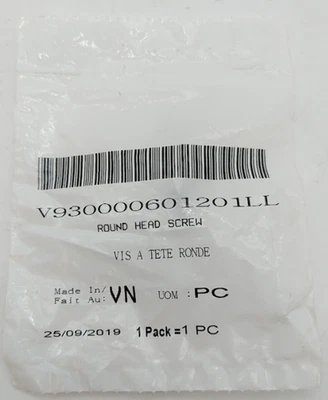 V930000601201LL
ROUND HEAD SCREW
VIS A TETE RONDE
Made In/
Fait Au: VN UOM : PC
25/09/2019 1 Pack =1 PC